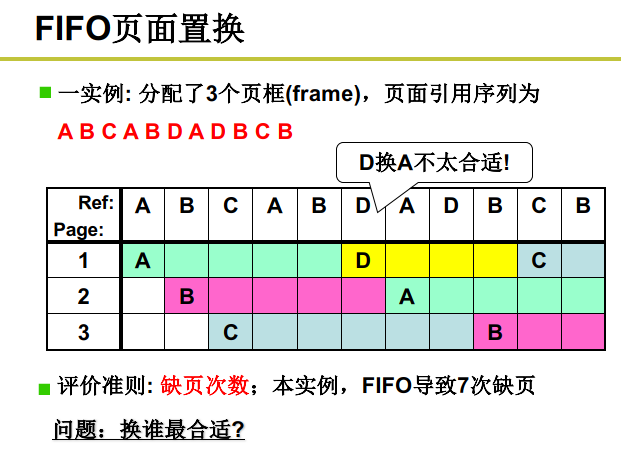 FIFO页面置换
一实例: 分配了3个页框(frame)，页面引用序列为
A B C A B D A D B C B
D换A不太合适!
Ref: A B C A B D A D B C B
Page:
1 A D C
2 B A
3 C B
评价准则: 缺页次数；本实例，FIFO导致7次缺页
问题：换谁最合适?